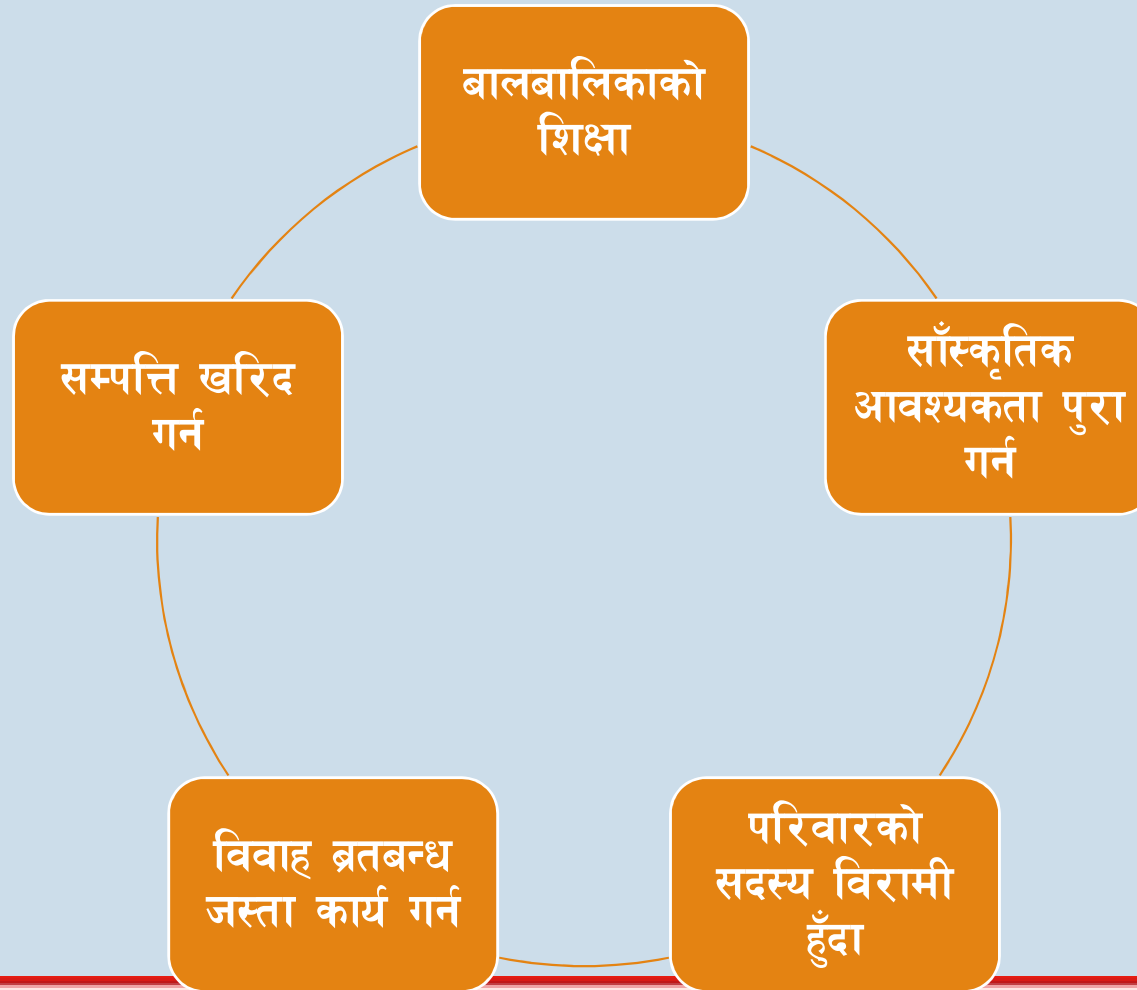 बालबालिकाको
शिक्षा
साँस्कृतिक
आवश्यकता पुरा
गर्न
परिवारको
सदस्य विरामी
हुँदा
विवाह ब्रतबन्ध
जस्ता कार्य गर्न
सम्पत्ति खरिद
गर्न